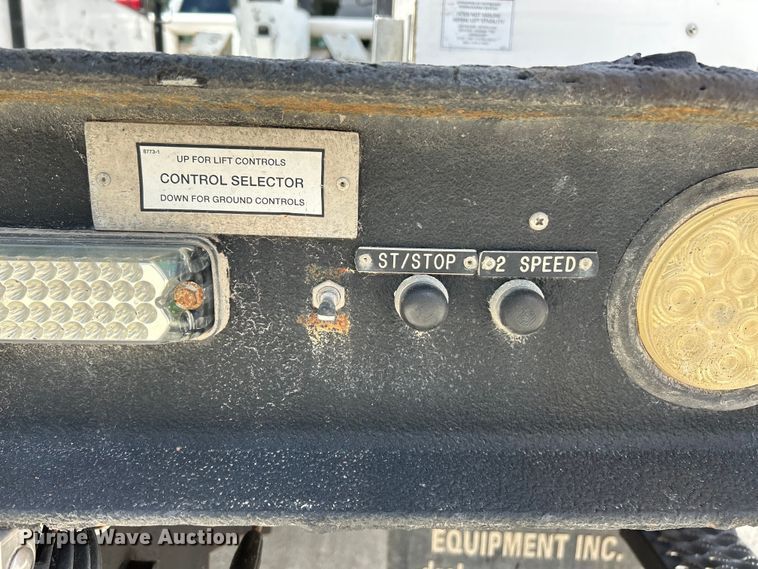 8773-1
UP FOR LIFT CONTROLS
CONTROL SELECTOR
DOWN FOR GROUND CONTROLS
ST/STOP
2 SPEED
EQUIPMENT INC.
Purple Wave Auction